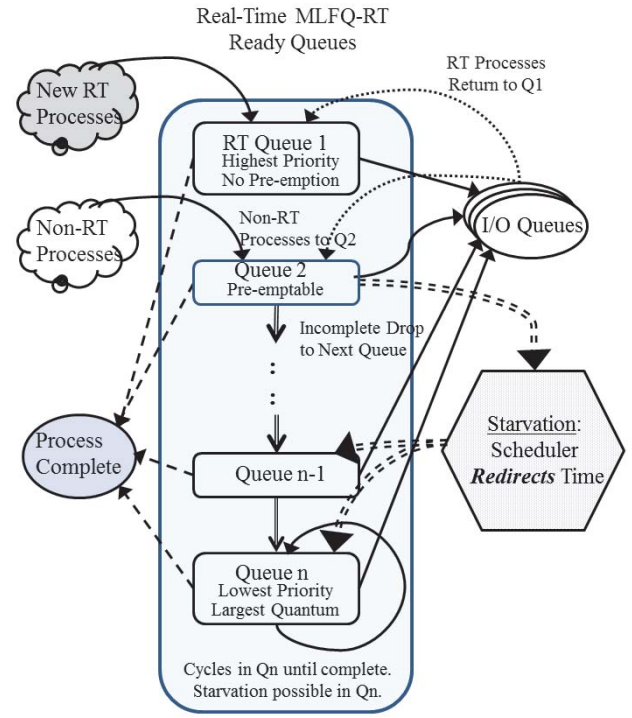 Real-Time MLFQ-RT
Ready Queues
RT Processes
Return to Q1
New RT
Processes
RT Queue 1
Highest Priority
No Pre-emption
Non-RT
Processes
Non-RT
Processes to Q2
I/O Queues
Queue 2
Pre-emptable
Incomplete Drop
to Next Queue
:
:
Starvation:
Scheduler
Redirects Time
Process
Complete
Queue n-1
Queue n
Lowest Priority
Largest Quantum
Cycles in Qn until complete.
Starvation possible in Qn.